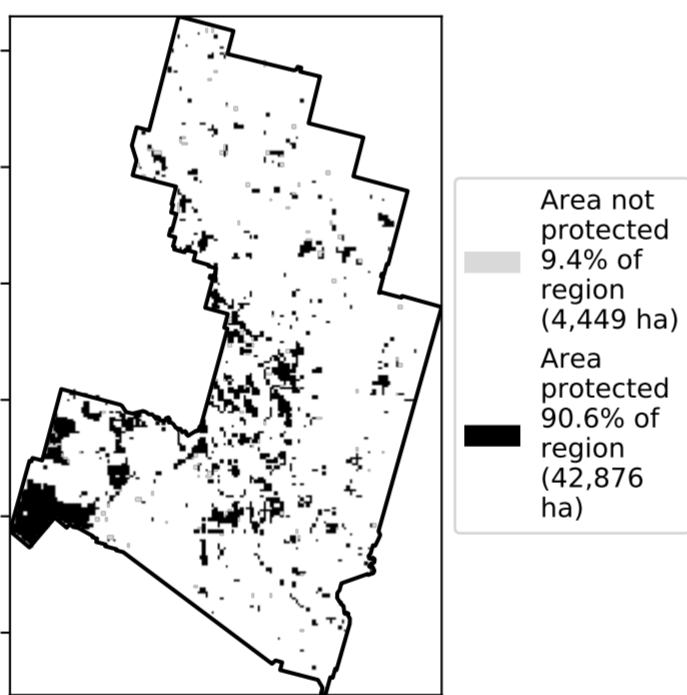 Area not
protected
9.4% of
region
(4,449 ha)
Area
protected
90.6% of
region
(42,876
ha)